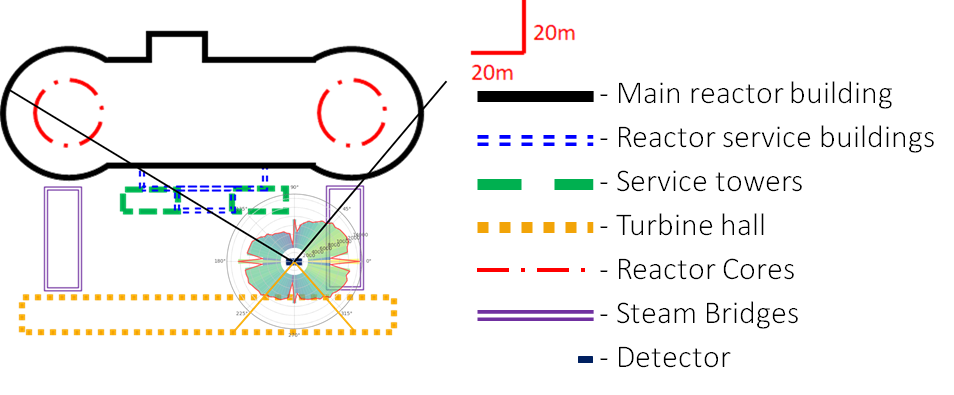 20m
20m
- Main reactor building
- Reactor service buildings
- Service towers
- Turbine hall
- Reactor Cores
- Steam Bridges
- Detector
90°
45°
180°
0°
225°
315°
270°